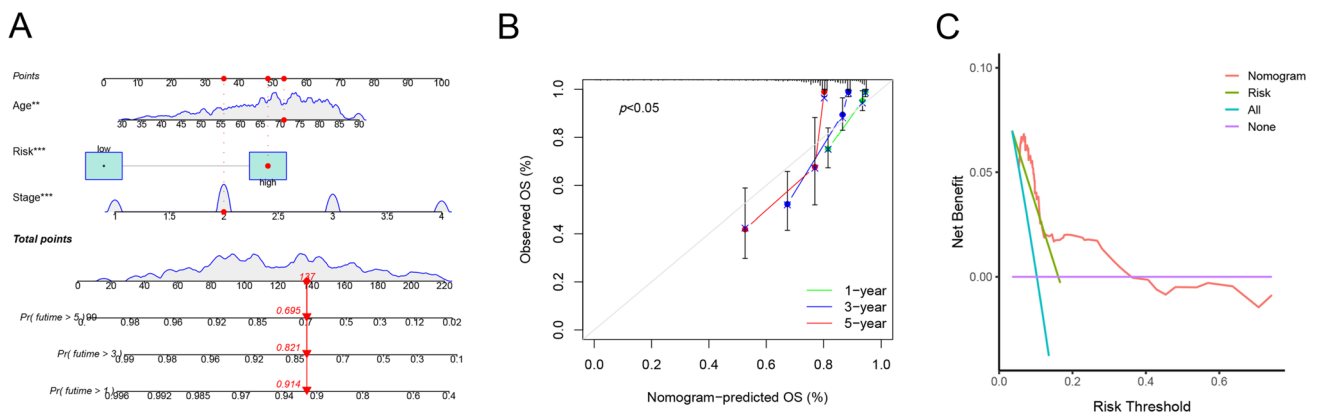 A
Points
0 10 20 30 40 50 60 70 80 90 100
Age**
30 35 40 45 50 55 60 65 70 75 80 85 90
Risk***
low
high
Stage***
1 1.5 2 2.5 3 3.5 4
Total points
137
0 20 40 60 80 100 120 140 160 180 200 220
0.695
Pr( futime > 5 )
0.98 0.96 0.92 0.85 0.7 0.5 0.3 0.12 0.02
0.821
Pr( futime > 3 )
0.99 0.98 0.96 0.92 0.85 0.7 0.5 0.3 0.1
0.914
Pr( futime > 1 )
0.996 0.992 0.985 0.97 0.94 0.9 0.8 0.6 0.4
B
p<0.05
Observed OS (%)
1.0
0.8
0.6
0.4
0.2
0.0
1−year
3−year
5−year
0.0 0.2 0.4 0.6 0.8 1.0
Nomogram−predicted OS (%)
C
Net Benefit
0.10
0.05
0.00
Nomogram
Risk
All
None
0.0 0.2 0.4 0.6
Risk Threshold